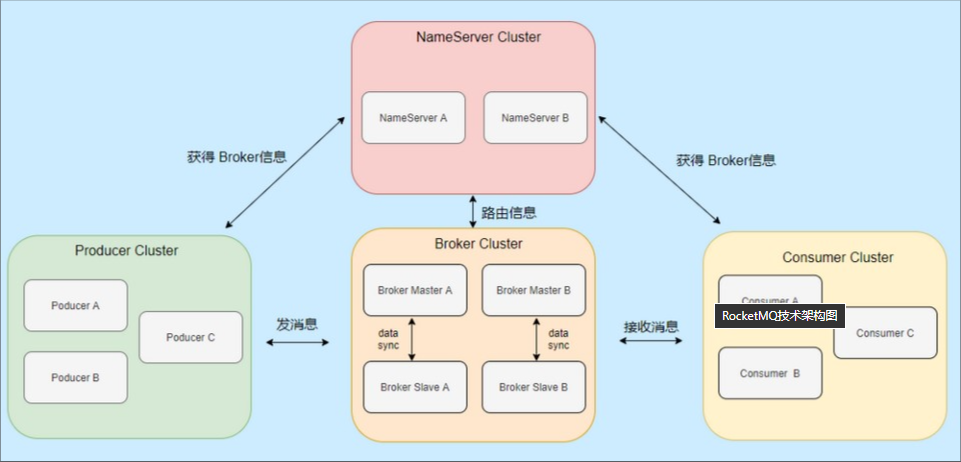 NameServer Cluster
NameServer A
NameServer B
获得 Broker信息
获得 Broker信息
路由信息
Producer Cluster
Poducer A
Poducer C
Poducer B
发消息
Broker Cluster
Broker Master A
Broker Master B
data
sync
data
sync
Broker Slave A
Broker Slave B
接收消息
Consumer Cluster
Consumer A
RocketMQ技术架构图
Consumer C
Consumer B